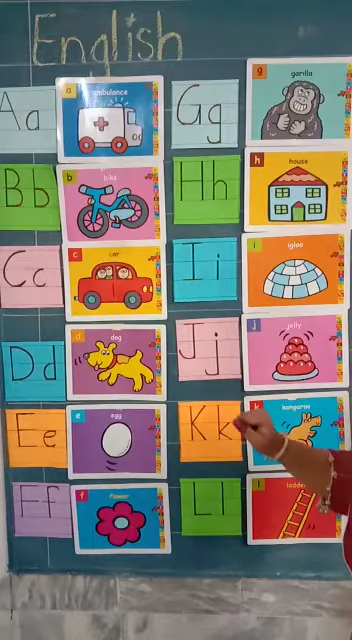 English
Aa
a
ambulance
Bb
b
bike
Cc
c
car
Dd
d
dog
Ee
e
egg
Ff
f
flower
Gg
g
gorilla
Hh
h
house
Ii
i
igloo
Jj
j
jelly
Kk
k
kangaroo
Ll
l
ladder